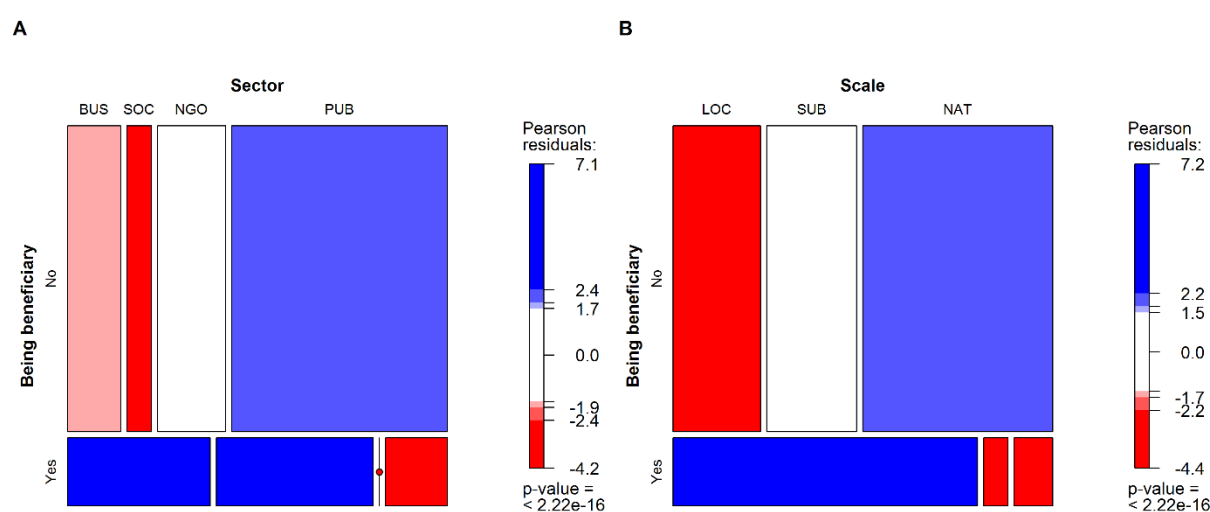 A
Sector
BUS SOC NGO PUB
Being beneficiary
No
Yes
Pearson
residuals:
7.1
2.4
1.7
0.0
-1.9
-2.4
-4.2
p-value =
< 2.22e-16
B
Scale
LOC SUB NAT
Being beneficiary
No
Yes
Pearson
residuals:
7.2
2.2
1.5
0.0
-1.7
-2.2
-4.4
p-value =
< 2.22e-16